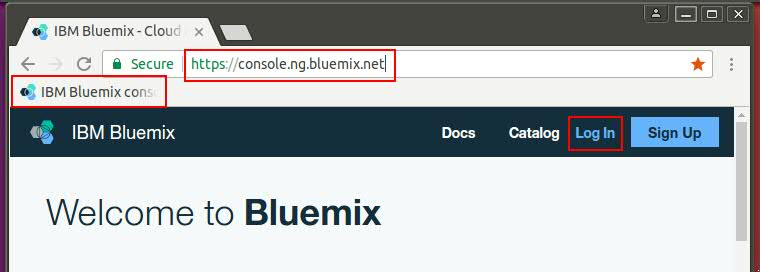 IBM Bluemix - Cloud
Secure https://console.ng.bluemix.net
IBM Bluemix conso
IBM Bluemix Docs Catalog Log In Sign Up
Welcome to Bluemix